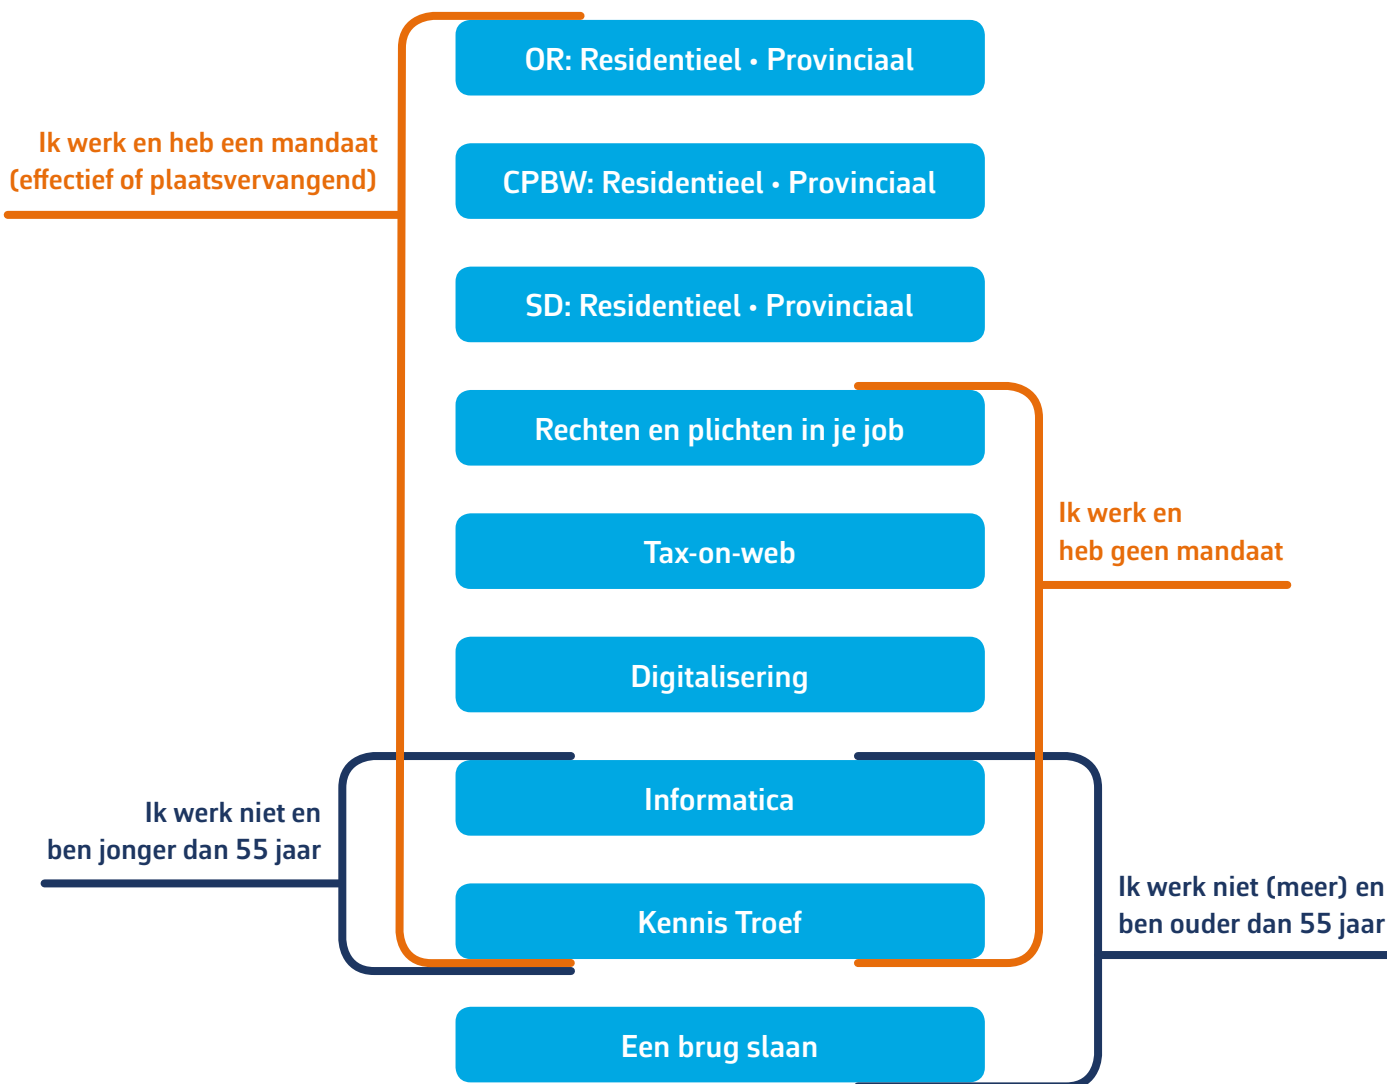 OR: Residentieel • Provinciaal
Ik werk en heb een mandaat
(effectief of plaatsvervangend)
CPBW: Residentieel • Provinciaal
SD: Residentieel • Provinciaal
Rechten en plichten in je job
Ik werk en
heb geen mandaat
Tax-on-web
Digitalisering
Informatica
Ik werk niet en
ben jonger dan 55 jaar
Kennis Troef
Ik werk niet (meer) en
ben ouder dan 55 jaar
Een brug slaan